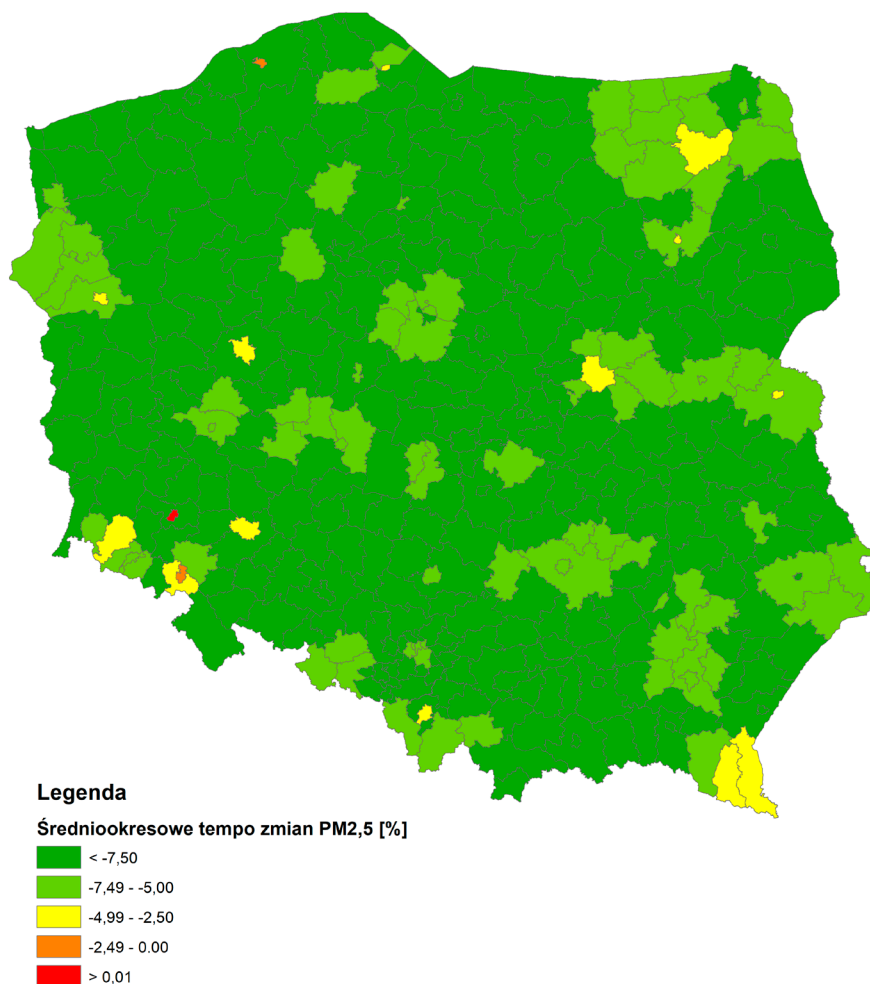 Legenda
Średniookresowe tempo zmian PM2,5 [%]
< -7,50
-7,49 - -5,00
-4,99 - -2,50
-2,49 - 0.00
> 0,01